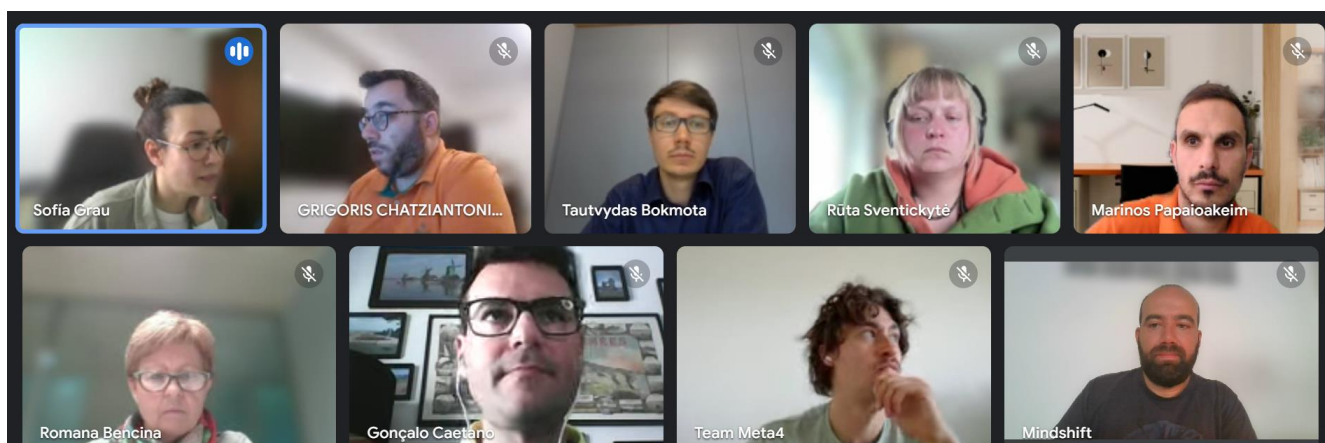 Sofía Grau
GRIGORIS CHATZIANTONI...
Tautvydas Bokmota
Rūta Sventickytė
Marinos Papaioakeim
Romana Bencina
Gonçalo Caetano
Team Meta4
Mindshift